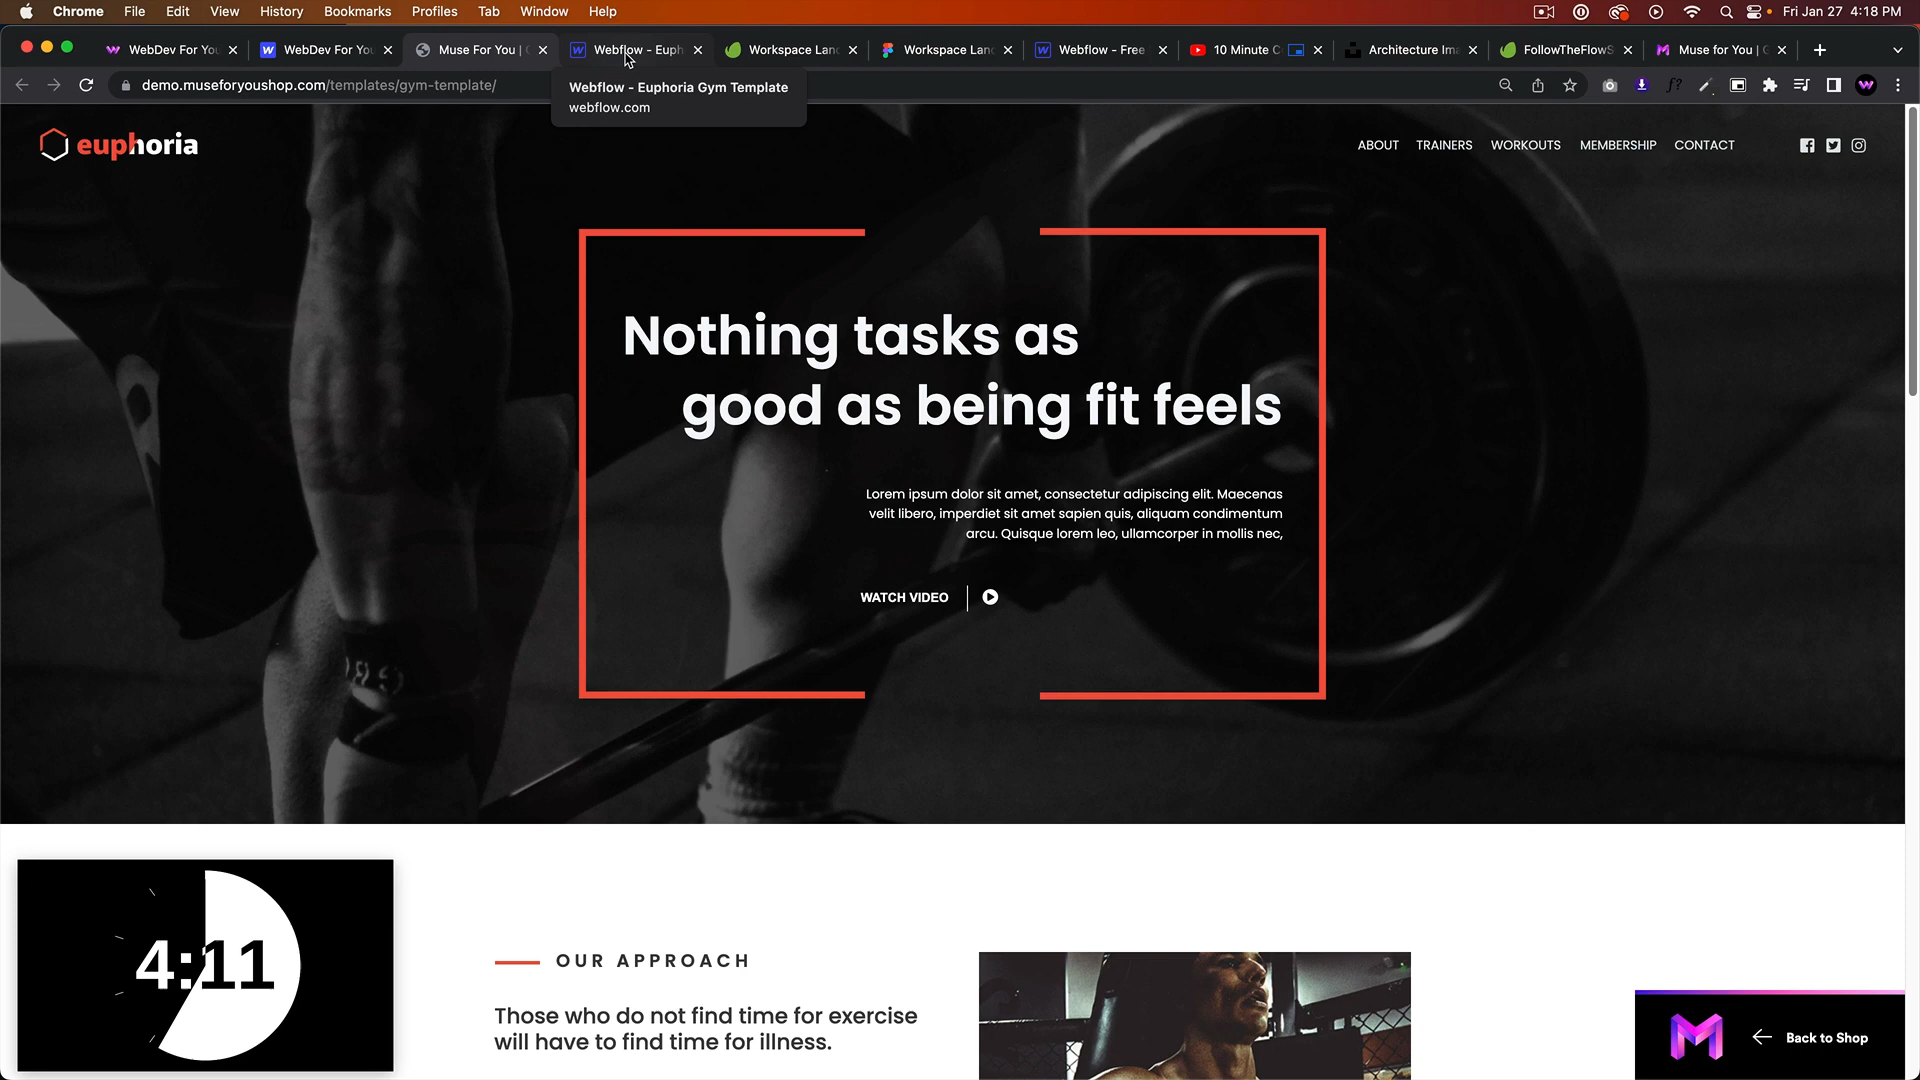 Chrome File Edit View History Bookmarks Profiles Tab Window Help Fri Jan 27 4:18 PM
WebDev For You WebDev For You Muse For You | Webflow - Euph Workspace Lan Workspace Lan Webflow - Free 10 Minute Architecture Ima FollowTheFlowS Muse for You |
demo.museforyoushop.com/templates/gym-template/
Webflow - Euphoria Gym Template
webflow.com
euphoria
ABOUT TRAINERS WORKOUTS MEMBERSHIP CONTACT
Nothing tasks as
good as being fit feels
Lorem ipsum dolor sit amet, consectetur adipiscing elit. Maecenas
velit libero, imperdiet sit amet sapien quis, aliquam condimentum
arcu. Quisque lorem leo, ullamcorper in mollis nec,
WATCH VIDEO
4:11
OUR APPROACH
Those who do not find time for exercise
will have to find time for illness.
Back to Shop